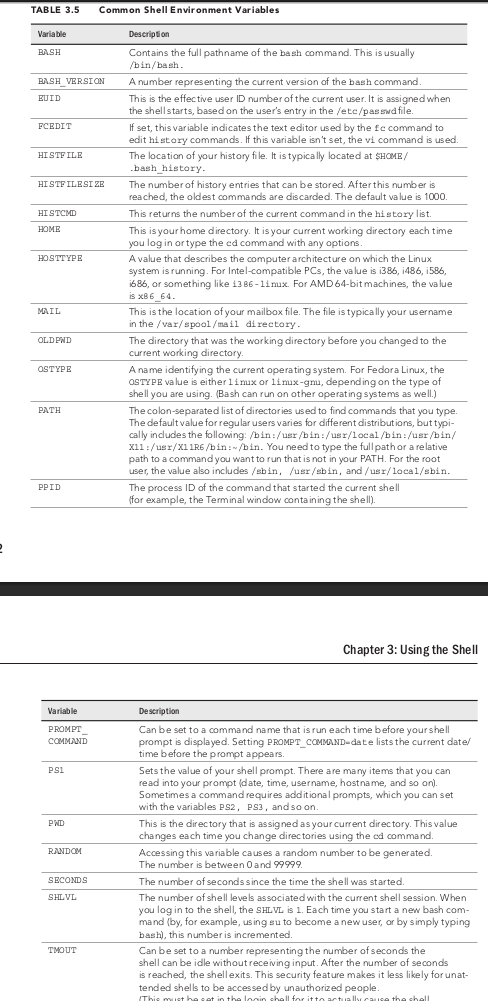 TABLE 3.5 Common Shell Environment Variables
Variable Description
BASH Contains the full pathname of the bash command. This is usually
/bin/bash.
BASH_VERSION A number representing the current version of the bash command.
EUID This is the effective user ID number of the current user. It is assigned when
the shell starts, based on the user's entry in the /etc/passwd file.
FCEDIT If set, this variable indicates the text editor used by the fc command to
edit history commands. If this variable isn't set, the vi command is used.
HISTFILE The location of your history file. It is typically located at $HOME/
.bash_history.
HISTFILESIZE The number of history entries that can be stored. After this number is
reached, the oldest commands are discarded. The default value is 1000.
HISTCMD This returns the number of the current command in the history list.
HOME This is your home directory. It is your current working directory each time
you log in or type the cd command with any options.
HOSTTYPE A value that describes the computer architecture on which the Linux
system is running. For Intel-compatible PCs, the value is i386, i486, i586,
i686, or something like i386-linux. For AMD 64-bit machines, the value
is x86_64.
MAIL This is the location of your mailbox file. The file is typically your username
in the /var/spool/mail directory.
OLDPWD The directory that was the working directory before you changed to the
current working directory.
OSTYPE A name identifying the current operating system. For Fedora Linux, the
OSTYPE value is either linux or linux-gnu, depending on the type of
shell you are using. (Bash can run on other operating systems as well.)
PATH The colon-separated list of directories used to find commands that you type.
The default value for regular users varies for different distributions, but typi-
cally includes the following: /bin:/usr/bin:/usr/local/bin:/usr/bin/
X11:/usr/X11R6/bin:~/bin. You need to type the full path or a relative
path to a command you want to run that is not in your PATH. For the root
user, the value also includes /sbin, /usr/sbin, and /usr/local/sbin.
PPID The process ID of the command that started the current shell
(for example, the Terminal window containing the shell).
2
Chapter 3: Using the Shell
Variable Description
PROMPT_ Can be set to a command name that is run each time before your shell
COMMAND prompt is displayed. Setting PROMPT_COMMAND=date lists the current date/
time before the prompt appears.
PS1 Sets the value of your shell prompt. There are many items that you can
read into your prompt (date, time, username, hostname, and so on).
Sometimes a command requires additional prompts, which you can set
with the variables PS2, PS3, and so on.
PWD This is the directory that is assigned as your current directory. This value
changes each time you change directories using the cd command.
RANDOM Accessing this variable causes a random number to be generated.
The number is between 0 and 99999.
SECONDS The number of seconds since the time the shell was started.
SHLVL The number of shell levels associated with the current shell session. When
you log in to the shell, the SHLVL is 1. Each time you start a new bash com-
mand (by, for example, using su to become a new user, or by simply typing
bash), this number is incremented.
TMOUT Can be set to a number representing the number of seconds the
shell can be idle without receiving input. After the number of seconds
is reached, the shell exits. This security feature makes it less likely for unat-
tended shells to be accessed by unauthorized people.
(This must be set in the login shell for it to actually cause the shell